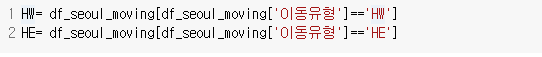 1 HW= df_seoul_moving[df_seoul_moving['이동유형']=='HW']
2 HE= df_seoul_moving[df_seoul_moving['이동유형']=='HE']